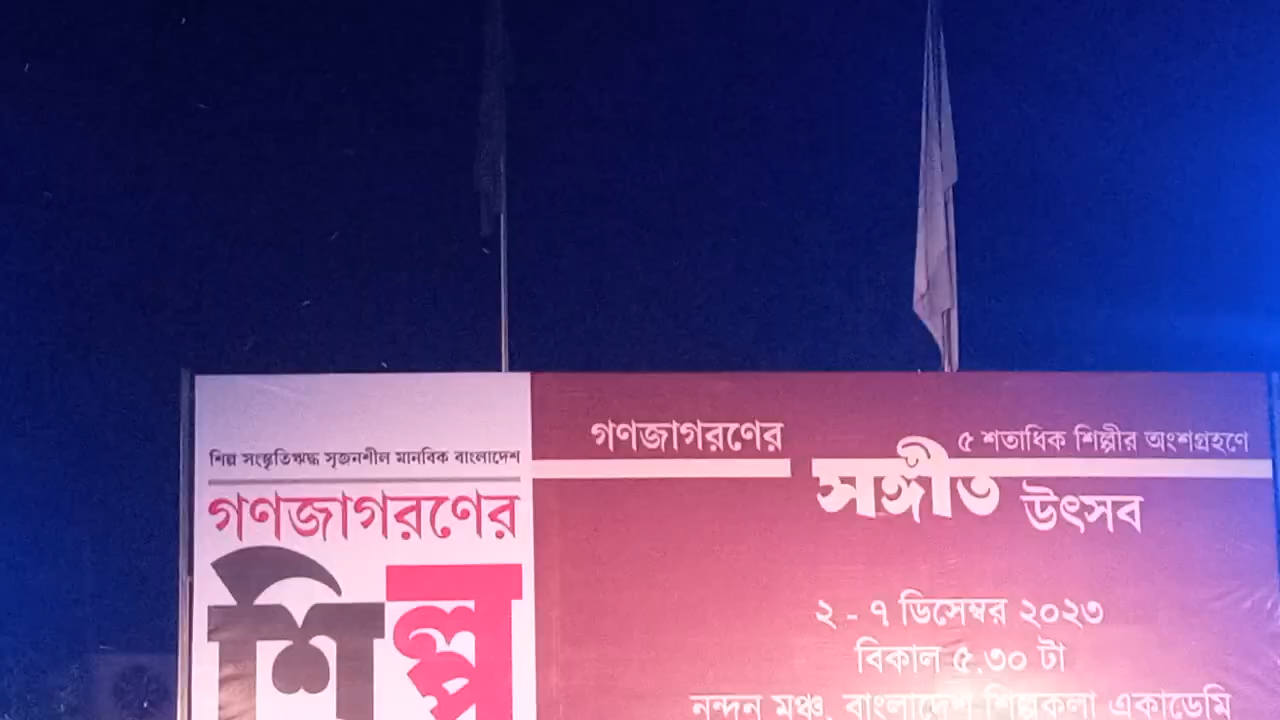 শিল্প সংস্কৃতিঋদ্ধ সৃজনশীল মানবিক বাংলাদেশ
গণজাগরণের
শিল্প
গণজাগরণের
৫ শতাধিক শিল্পীর অংশগ্রহণে
সঙ্গীত উৎসব
২ - ৭ ডিসেম্বর ২০২৩
বিকাল ৫.৩০ টা
নন্দন মঞ্চ, বাংলাদেশ শিল্পকলা একাডেমি